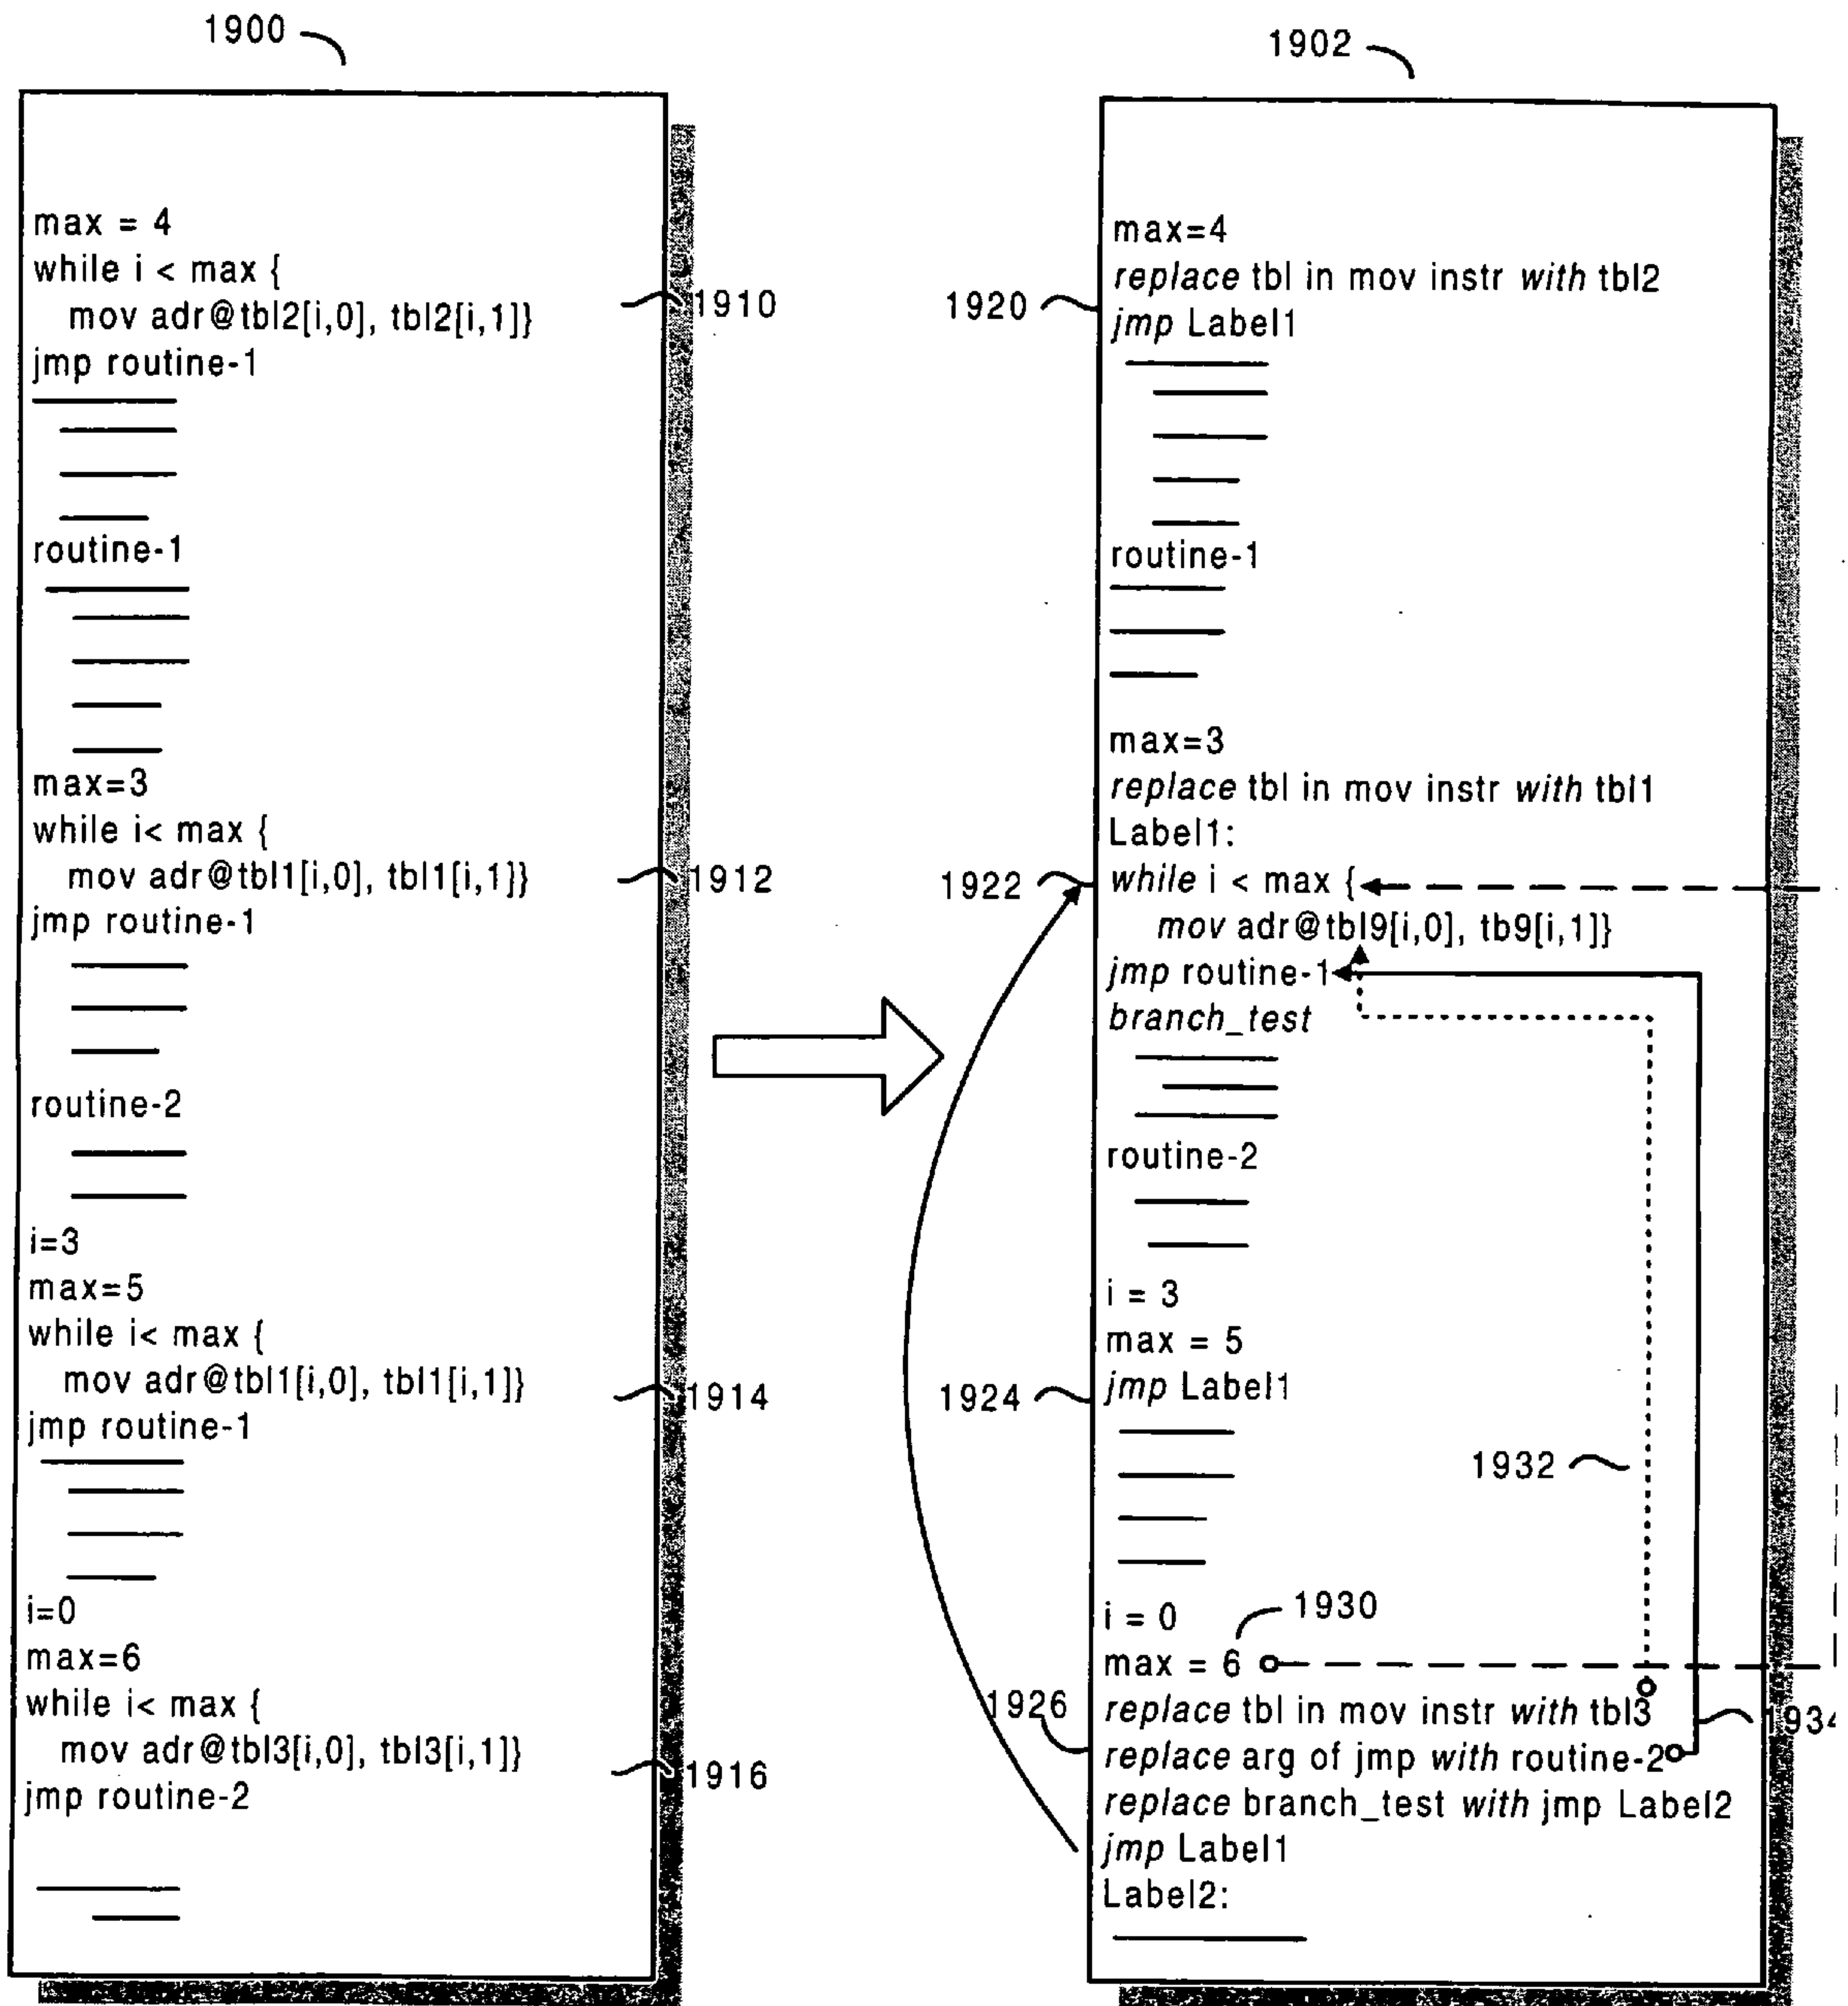 1900
max = 4
while i < max {
mov adr@tbl2[i,0], tbl2[i,1]}
1910
jmp routine-1
routine-1
max=3
while i< max {
mov adr@tbl1[i,0], tbl1[i,1]}
1912
jmp routine-1
routine-2
i=3
max=5
while i< max {
mov adr@tbl1[i,0], tbl1[i,1]}
1914
jmp routine-1
i=0
max=6
while i< max {
mov adr@tbl3[i,0], tbl3[i,1]}
1916
jmp routine-2
1902
max=4
replace tbl in mov instr with tbl2
1920
jmp Label1
routine-1
max=3
replace tbl in mov instr with tbl1
Label1:
1922
while i < max {
mov adr@tbl9[i,0], tb9[i,1]}
jmp routine-1
branch_test
routine-2
i = 3
max = 5
1924
jmp Label1
1932
i = 0
1930
max = 6
1926
replace tbl in mov instr with tbl3
1934
replace arg of jmp with routine-2
replace branch_test with jmp Label2
jmp Label1
Label2: